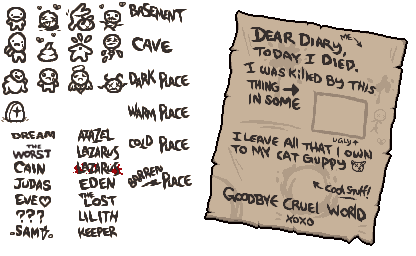 BASEMENT
CAVE
DARK PLACE
WARM PLACE
COLD PLACE
BARREN PLACE
DREAM
THE WORST
CAIN
JUDAS
EVE
???
SAMSON
AZAZEL
LAZARUS
LAZARUS
EDEN
THE LOST
LILITH
KEEPER
DEAR DIARY,
ME
TODAY I DIED.
I WAS KILLED BY THIS
THING
IN SOME
UGLY
I LEAVE ALL THAT I OWN
TO MY CAT GUPPY
COOL STUFF!
GOODBYE CRUEL WORLD
XOXO